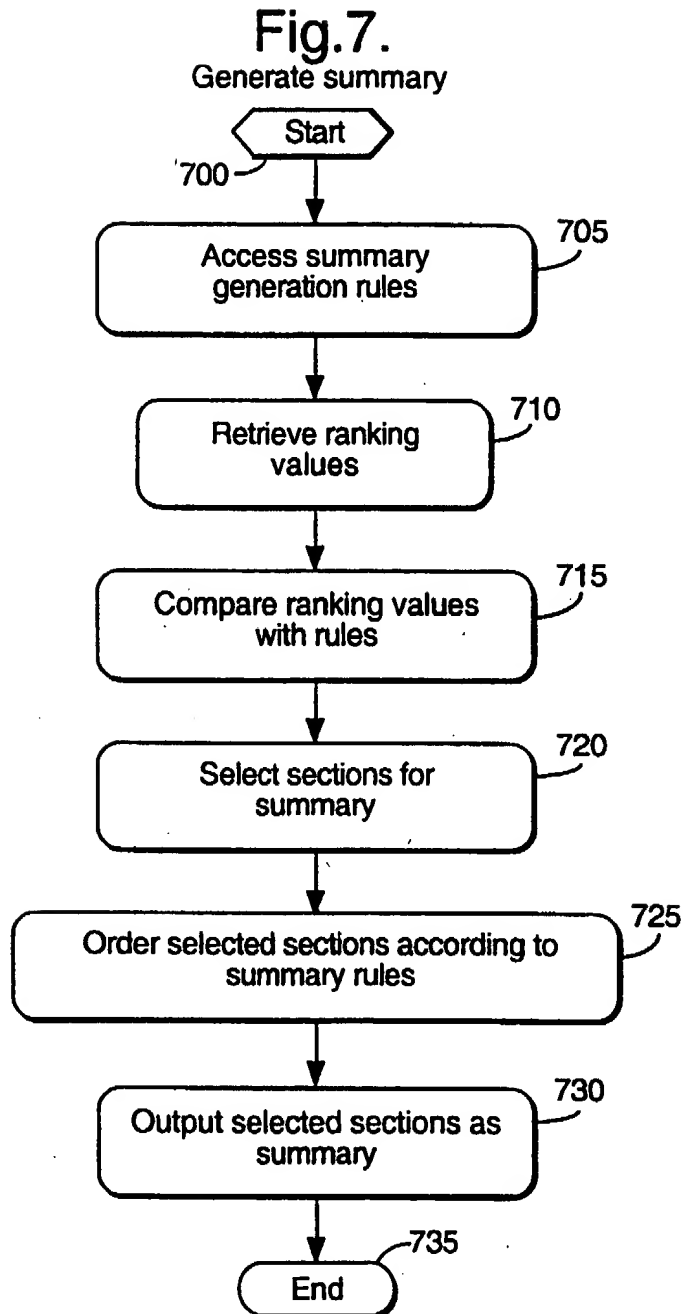 Fig.7.
Generate summary
Start
700
Access summary
generation rules
705
Retrieve ranking
values
710
Compare ranking values
with rules
715
Select sections for
summary
720
Order selected sections according to
summary rules
725
Output selected sections as
summary
730
735
End